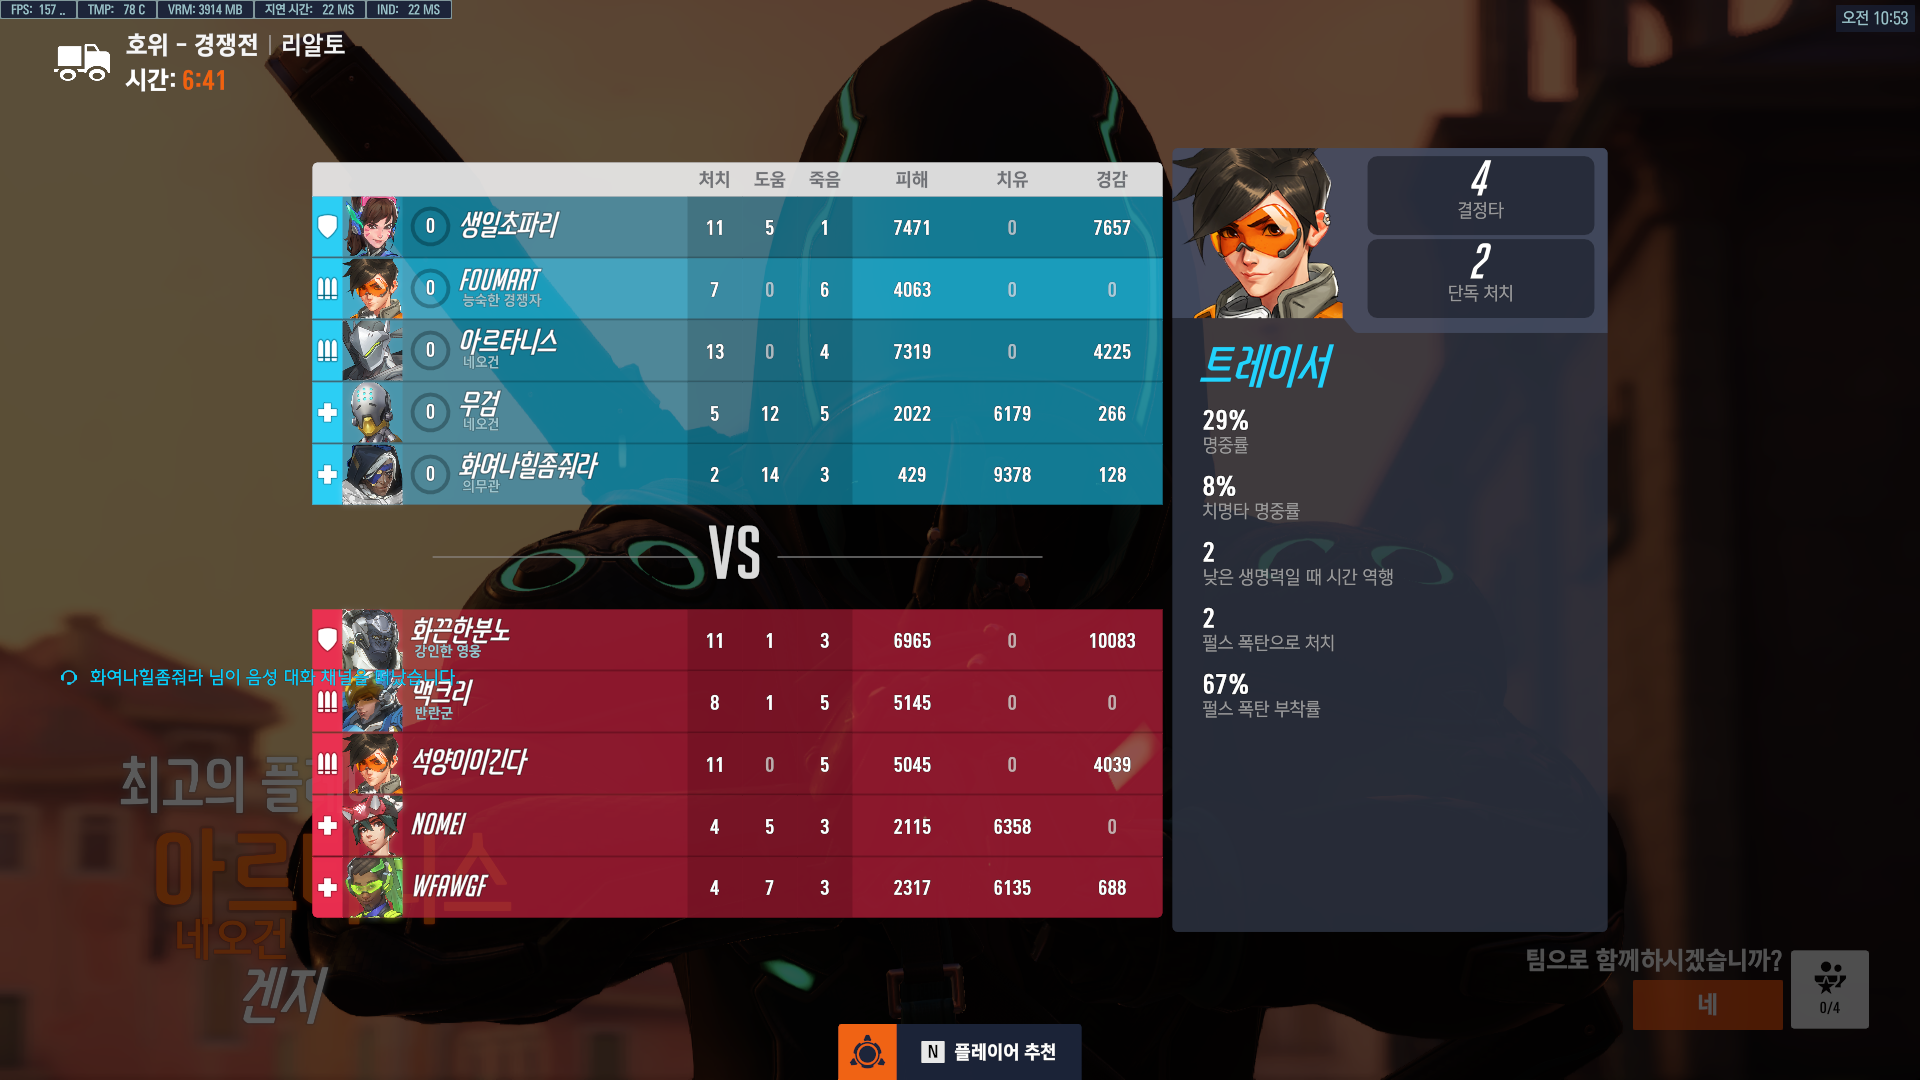 FPS: 157 .. TMP: 78 C VRM: 3914 MB 지연 시간: 22 MS IND: 22 MS
오전 10:53
호위 - 경쟁전 | 리알토
시간: 6:41
처치 도움 죽음 피해 치유 경감
0 생일초파리 11 5 1 7471 0 7657
0 FOUMART 7 0 6 4063 0 0
능숙한 경쟁자
0 아르타니스 13 0 4 7319 0 4225
네오건
0 무검 5 12 5 2022 6179 266
네오건
0 화여나힐좀줘라 2 14 3 429 9378 128
의무관
VS
화끈한분노 11 1 3 6965 0 10083
강인한 영웅
화여나힐좀줘라 님이 음성 대화 채널을 떠났습니다.
맥크리 8 1 5 5145 0 0
반란군
석양이이긴다 11 0 5 5045 0 4039
NOMEI 4 5 3 2115 6358 0
WFAWGF 4 7 3 2317 6135 688
4
결정타
2
단독 처치
트레이서
29%
명중률
8%
치명타 명중률
2
낮은 생명력일 때 시간 역행
2
펄스 폭탄으로 처치
67%
펄스 폭탄 부착률
최고의 플
아르 니스
네오건
겐지
팀으로 함께하시겠습니까?
네
0/4
N 플레이어 추천